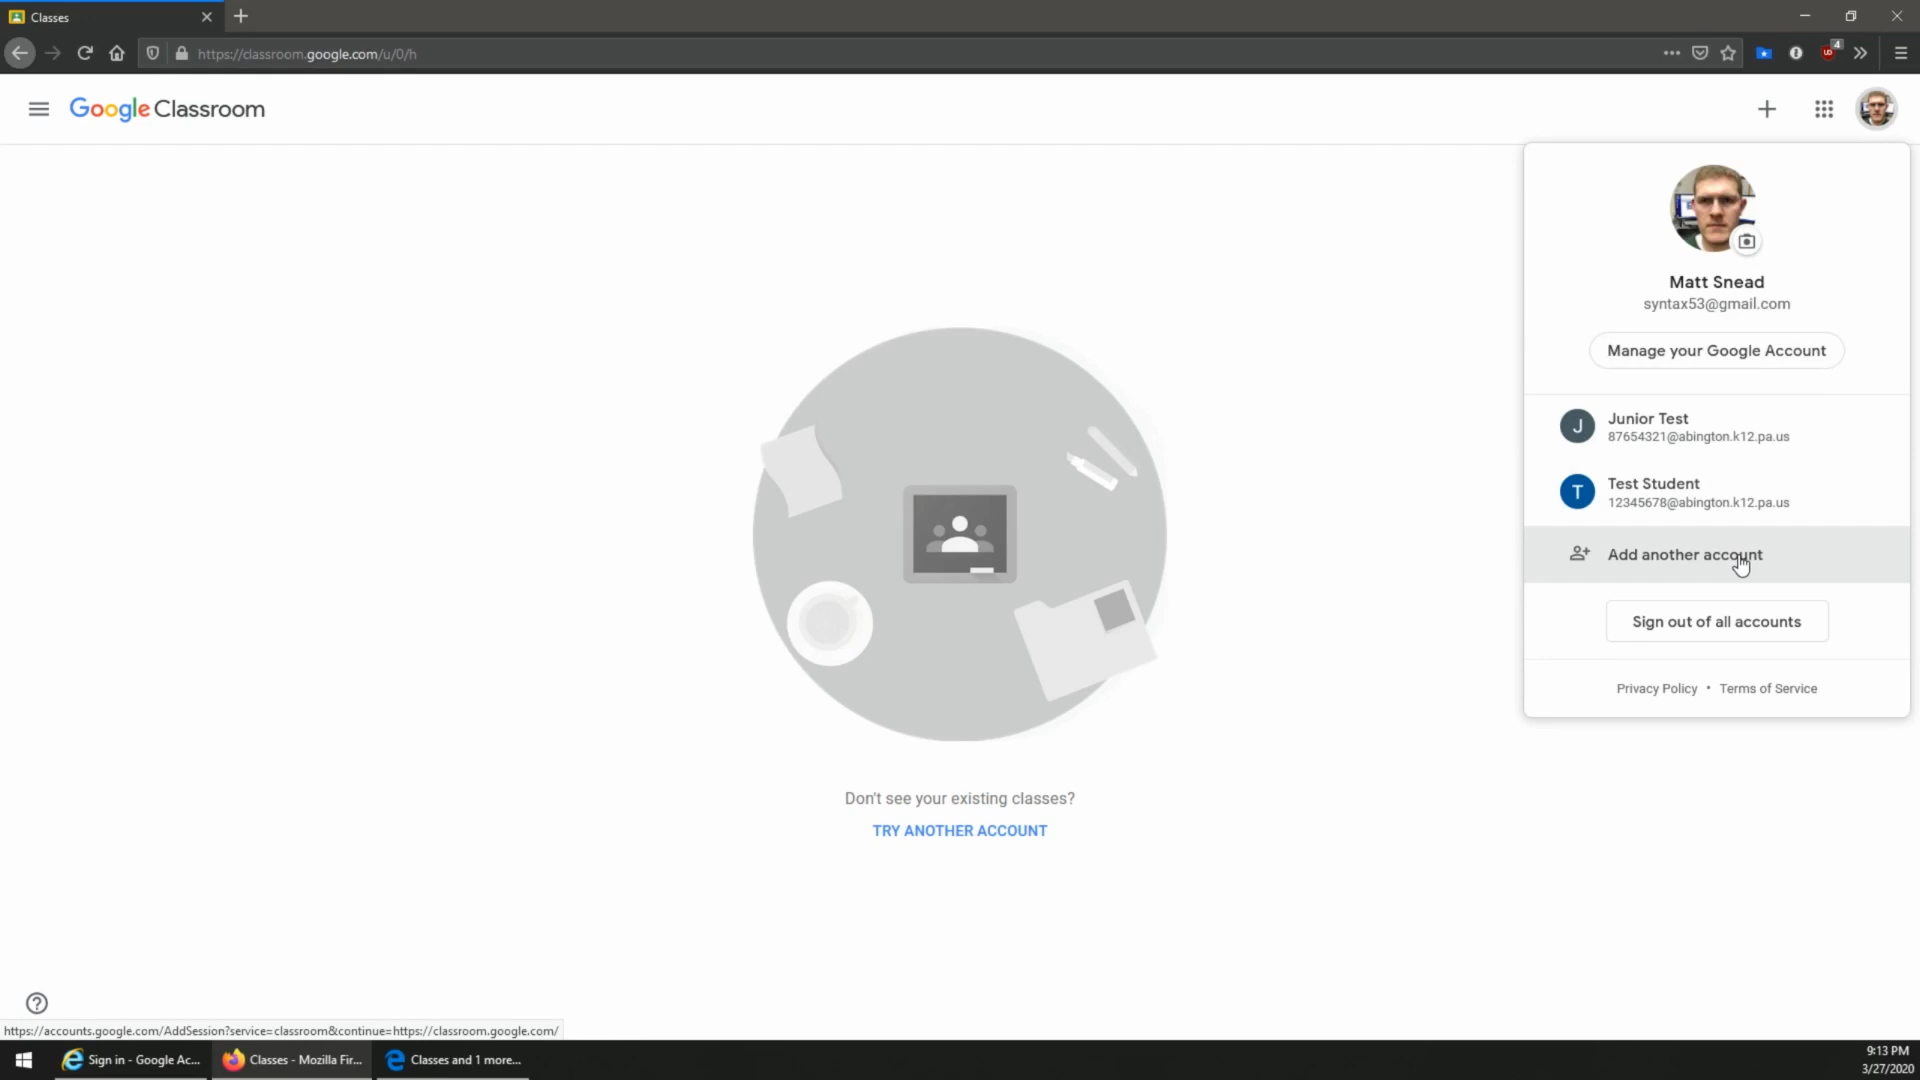 Classes
https://classroom.google.com/u/0/h
4
Google Classroom
Matt Snead
syntax53@gmail.com
Manage your Google Account
J
Junior Test
87654321@abington.k12.pa.us
T
Test Student
12345678@abington.k12.pa.us
Add another account
Sign out of all accounts
Privacy Policy • Terms of Service
Don't see your existing classes?
TRY ANOTHER ACCOUNT
https://accounts.google.com/AddSession?service=classroom&continue=https://classroom.google.com/
Sign in - Google Ac...
Classes - Mozilla Fir...
Classes and 1 more...
9:13 PM
3/27/2020